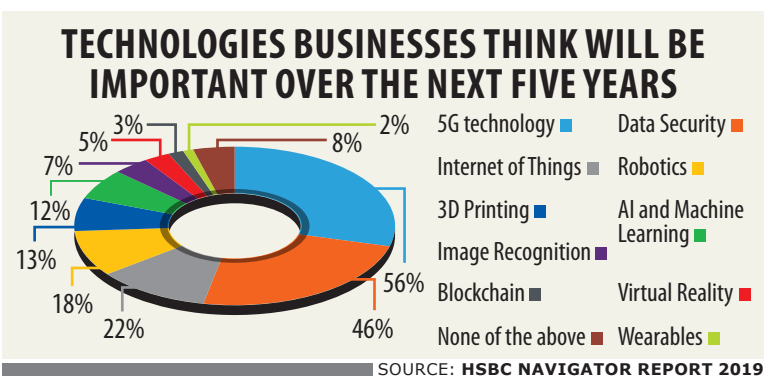 TECHNOLOGIES BUSINESSES THINK WILL BE
IMPORTANT OVER THE NEXT FIVE YEARS
3%
2%
5%
8%
7%
12%
13%
18%
22%
46%
56%
5G technology
Data Security
Internet of Things
Robotics
3D Printing
AI and Machine
Learning
Image Recognition
Blockchain
Virtual Reality
None of the above
Wearables
SOURCE: HSBC NAVIGATOR REPORT 2019